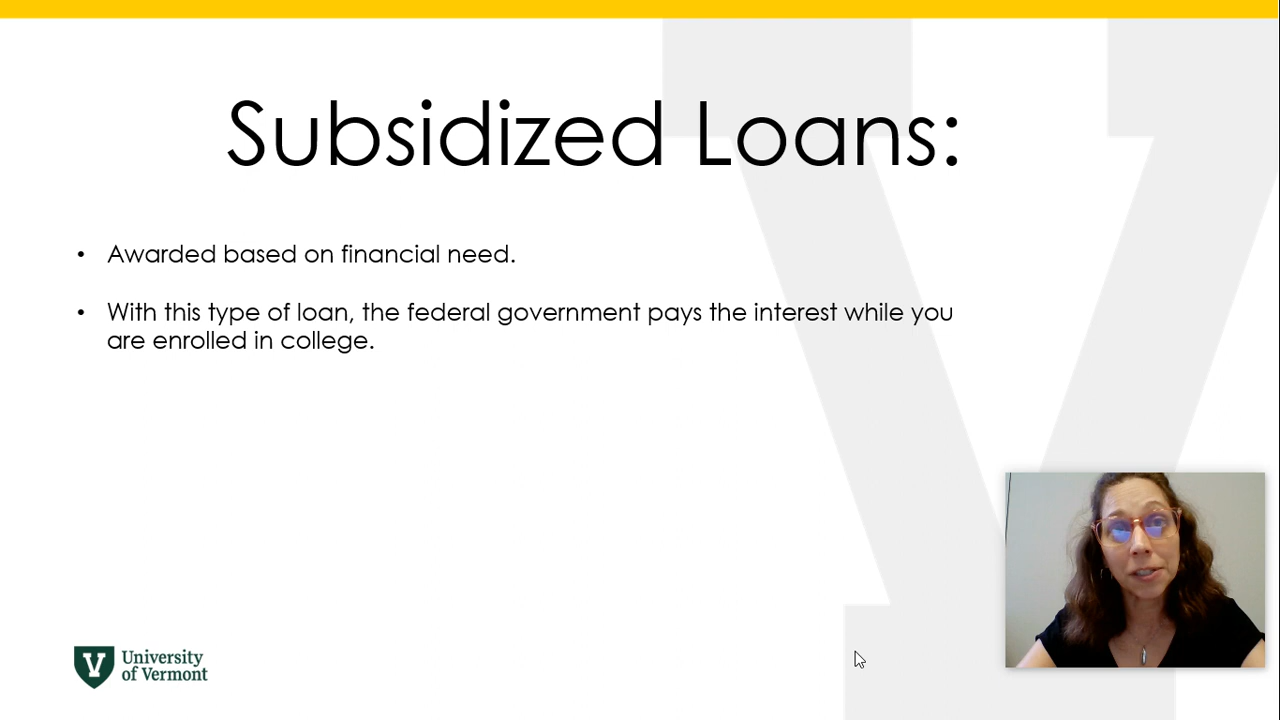 Subsidized Loans:
• Awarded based on financial need.
• With this type of loan, the federal government pays the interest while you
are enrolled in college.
V
University
of Vermont